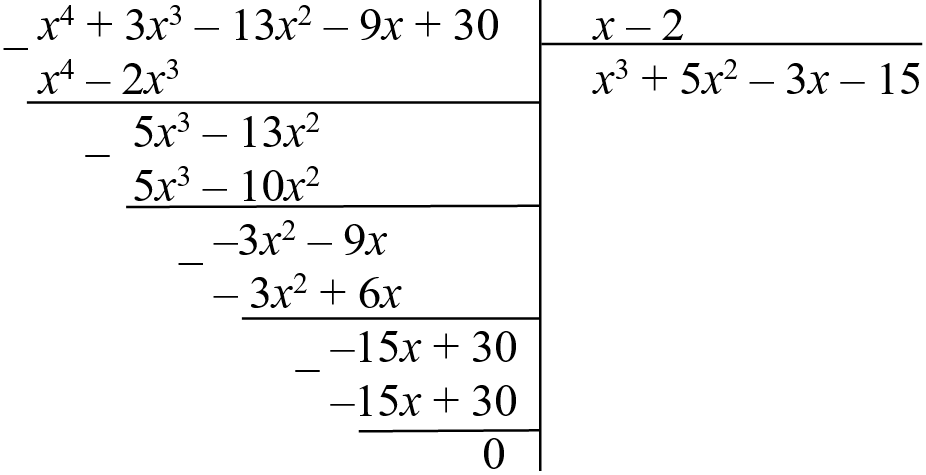 x⁴ + 3x³ – 13x² – 9x + 30
x – 2
–
x⁴ – 2x³
x³ + 5x² – 3x – 15
5x³ – 13x²
–
5x³ – 10x²
–3x² – 9x
–
– 3x² + 6x
–15x + 30
–
–15x + 30
0